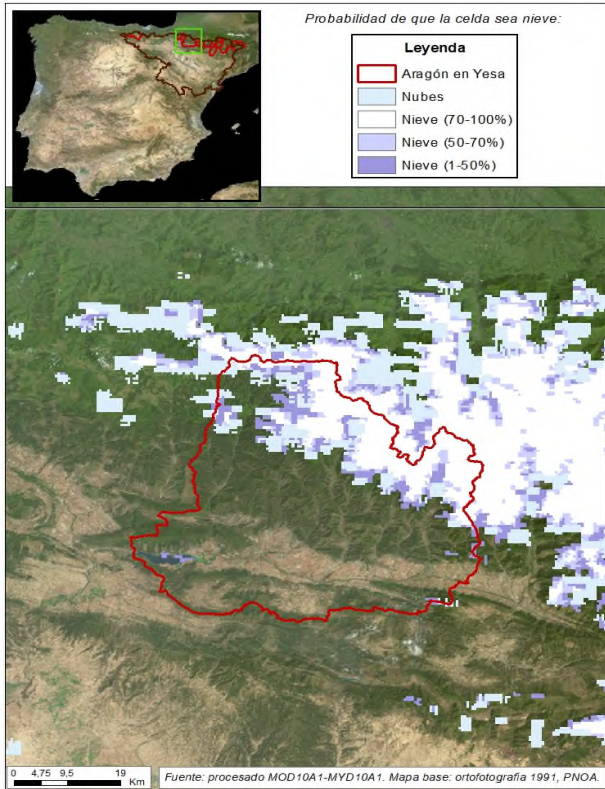 Probabilidad de que la celda sea nieve:
Leyenda
Aragón en Yesa
Nubes
Nieve (70-100%)
Nieve (50-70%)
Nieve (1-50%)
0 4,75 9,5 19
Km
Fuente: procesado MOD10A1-MYD10A1. Mapa base: ortofotografía 1991, PNOA.